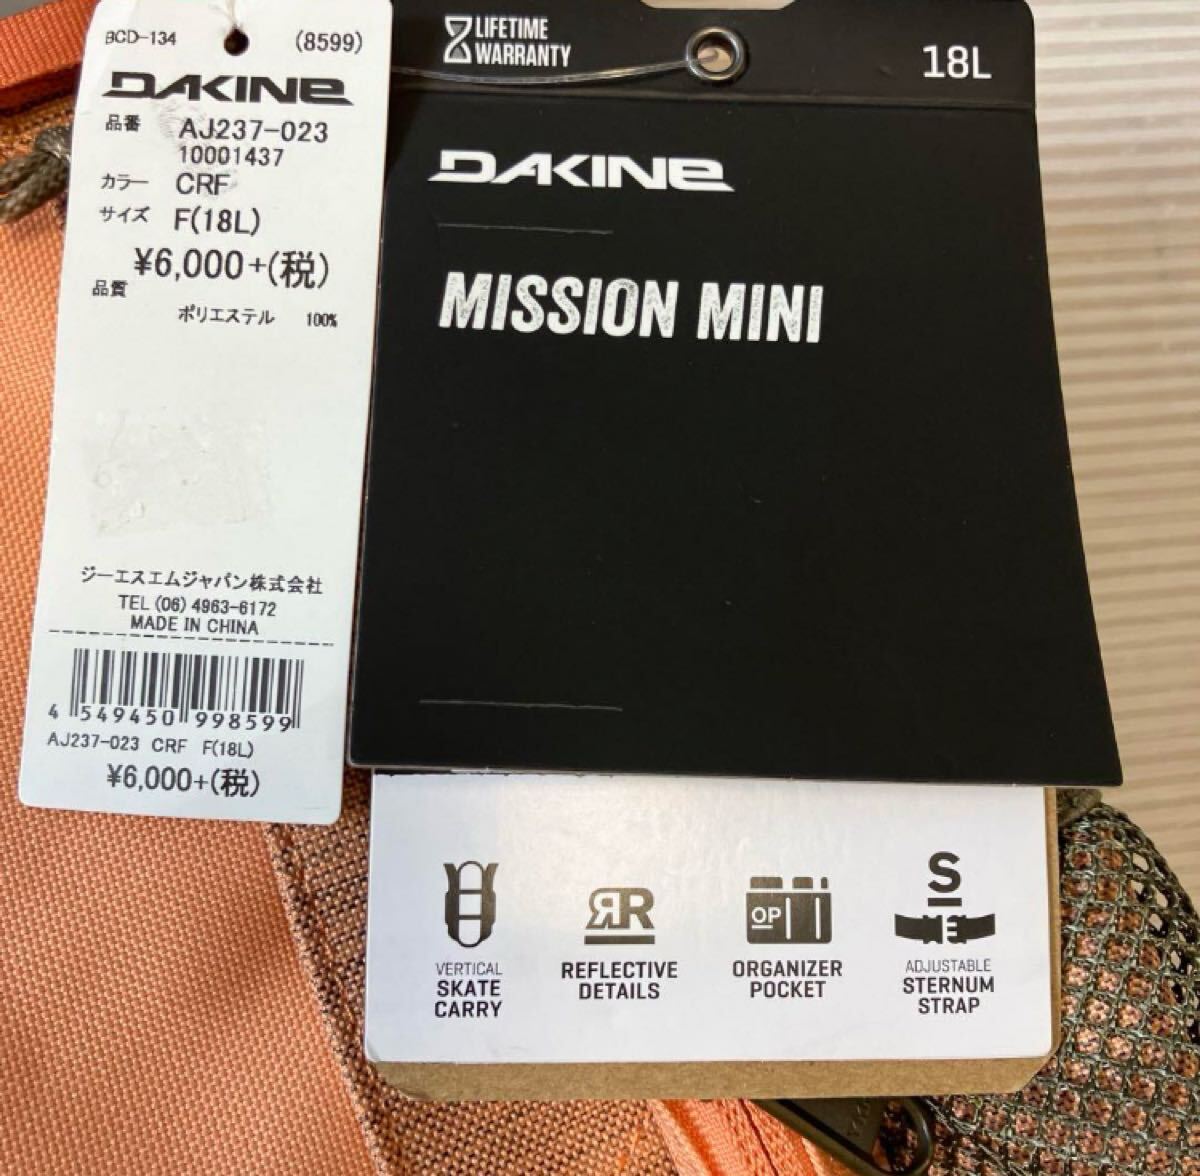 BCD-134 (8599)
DAKINE
品番 AJ237-023
10001437
カラー CRF
サイズ F(18L)
¥6,000+(税)
品質
ポリエステル 100%
ジーエスエムジャパン株式会社
TEL (06) 4963-6172
MADE IN CHINA
4 549450 998599
AJ237-023 CRF F(18L)
¥6,000+(税)
LIFETIME
WARRANTY
18L
DAKINE
MISSION MINI
VERTICAL
SKATE
CARRY
RR
REFLECTIVE
DETAILS
OP
ORGANIZER
POCKET
S
ADJUSTABLE
STERNUM
STRAP